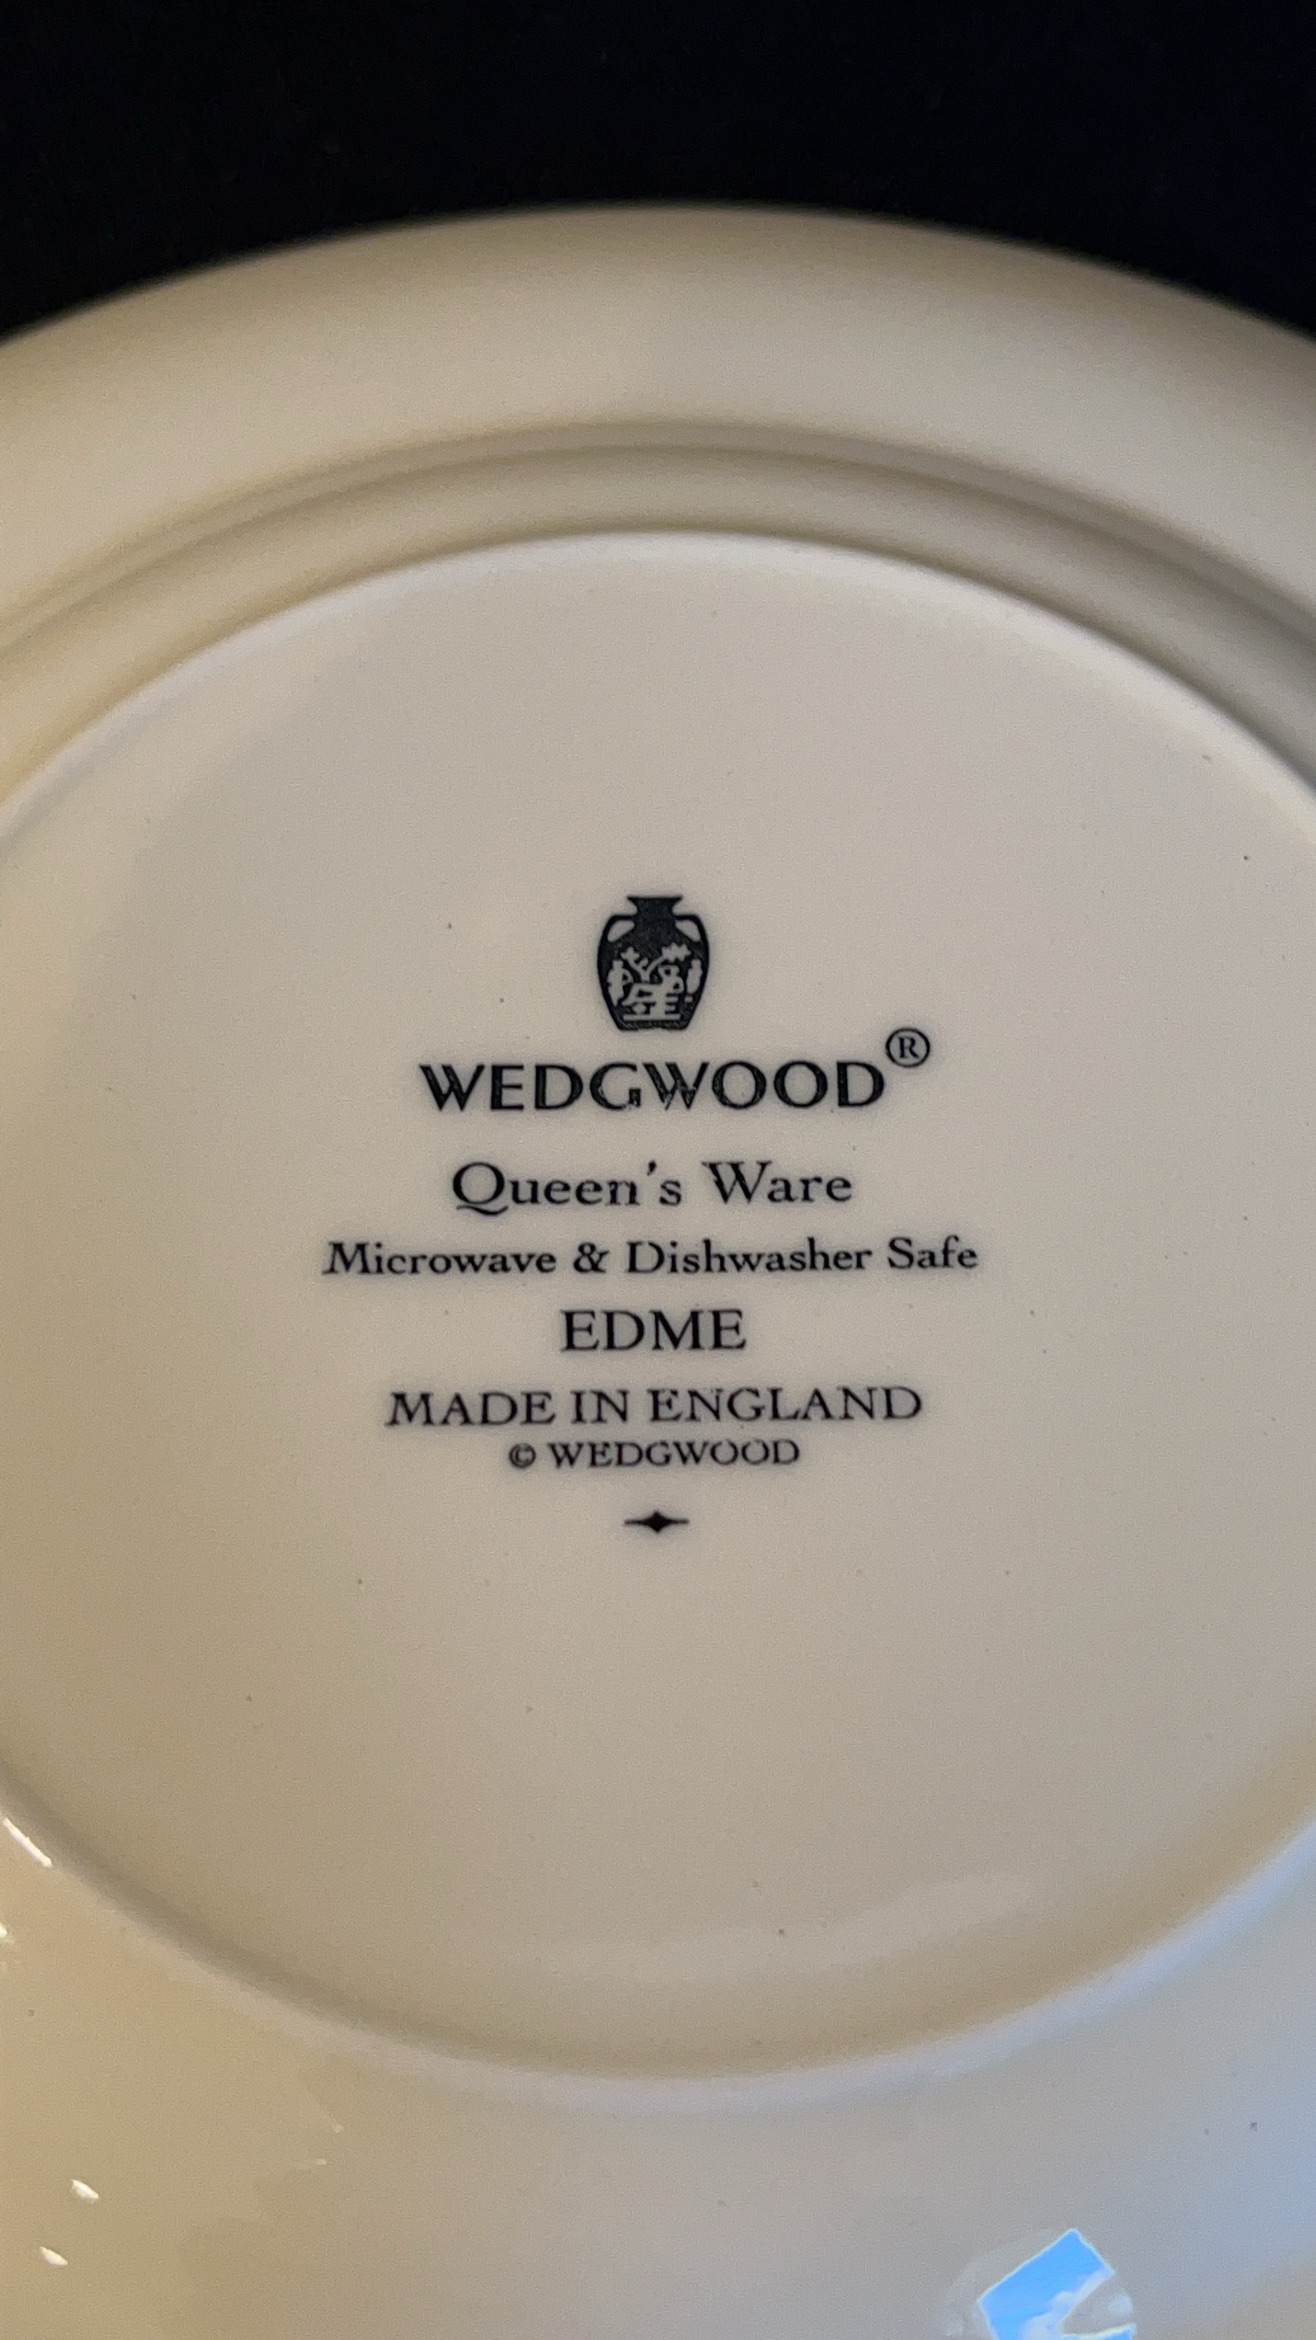 WEDGWOOD®
Queen's Ware
Microwave & Dishwasher Safe
EDME
MADE IN ENGLAND
© WEDGWOOD